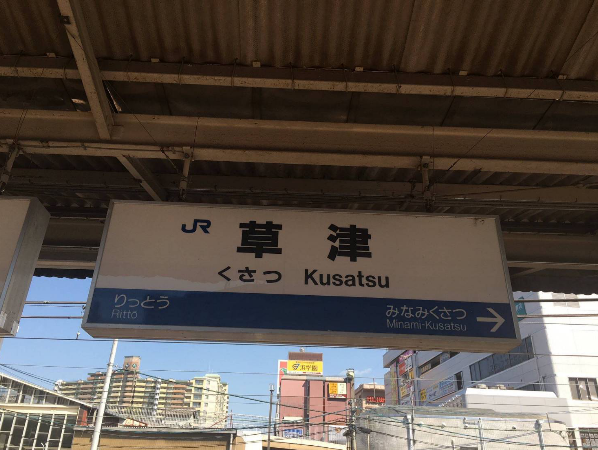 JR 草津
くさつ Kusatsu
りっとう みなみくさつ
Rittō Minami-Kusatsu